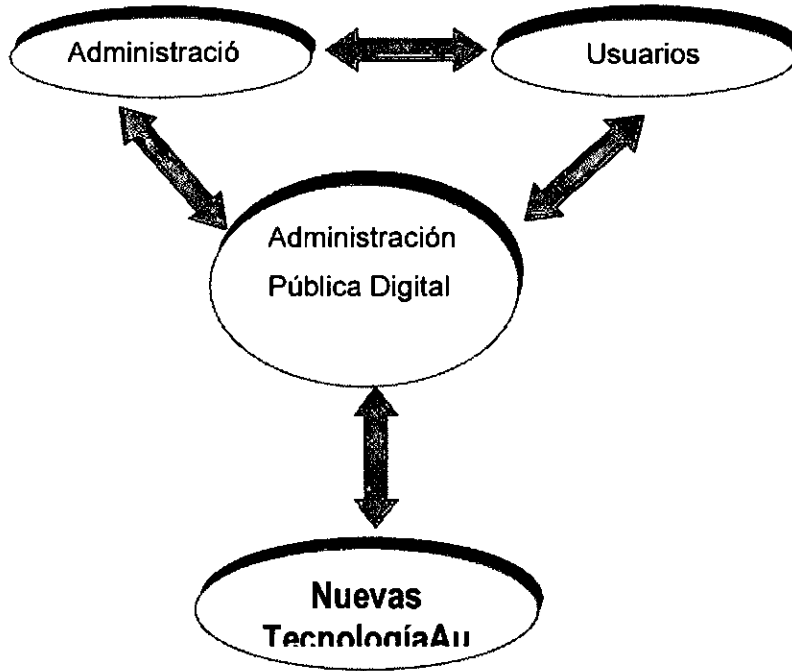 Administració
Usuarios
Administración
Pública Digital
Nuevas
TecnologíaAu